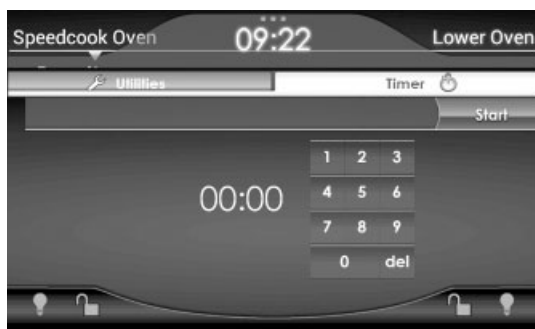 Speedcook Oven 09:22 Lower Oven
Utilities Timer
Start
00:00
1 2 3
4 5 6
7 8 9
0 del